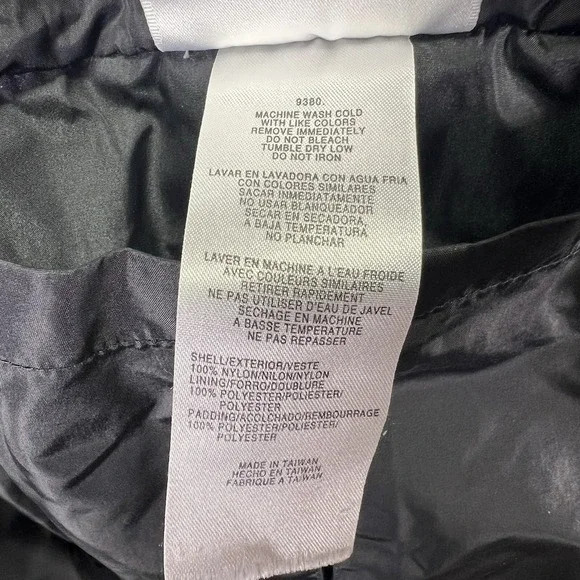 9380.
MACHINE WASH COLD
WITH LIKE COLORS
REMOVE IMMEDIATELY
DO NOT BLEACH
TUMBLE DRY LOW
DO NOT IRON
LAVAR EN LAVADORA CON AGUA FRIA
CON COLORES SIMILARES
SACAR INMEDIATAMENTE
NO USAR BLANQUEADOR
SECAR EN SECADORA,
A BAJA TEMPERATURA
NO PLANCHAR
LAVER EN MACHINE A L'EAU FROIDE
AVEC COULEURS SIMILAIRES
RETIRER RAPIDEMENT
NE PAS UTILISER D'EAU DE JAVEL
SECHAGE EN MACHINE
A BASSE TEMPERATURE
NE PAS REPASSER
SHELL/EXTERIOR/VESTE
100% NYLON/NILON/NYLON
LINING/FORRO/DOUBLURE
100% POLYESTER/POLIESTER/
POLYESTER
PADDING/ACOLCHADO/REMBOURRAGE
100% POLYESTER/POLIESTER/
POLYESTER
MADE IN TAIWAN
HECHO EN TAIWAN
FABRIQUE A TAIWAN